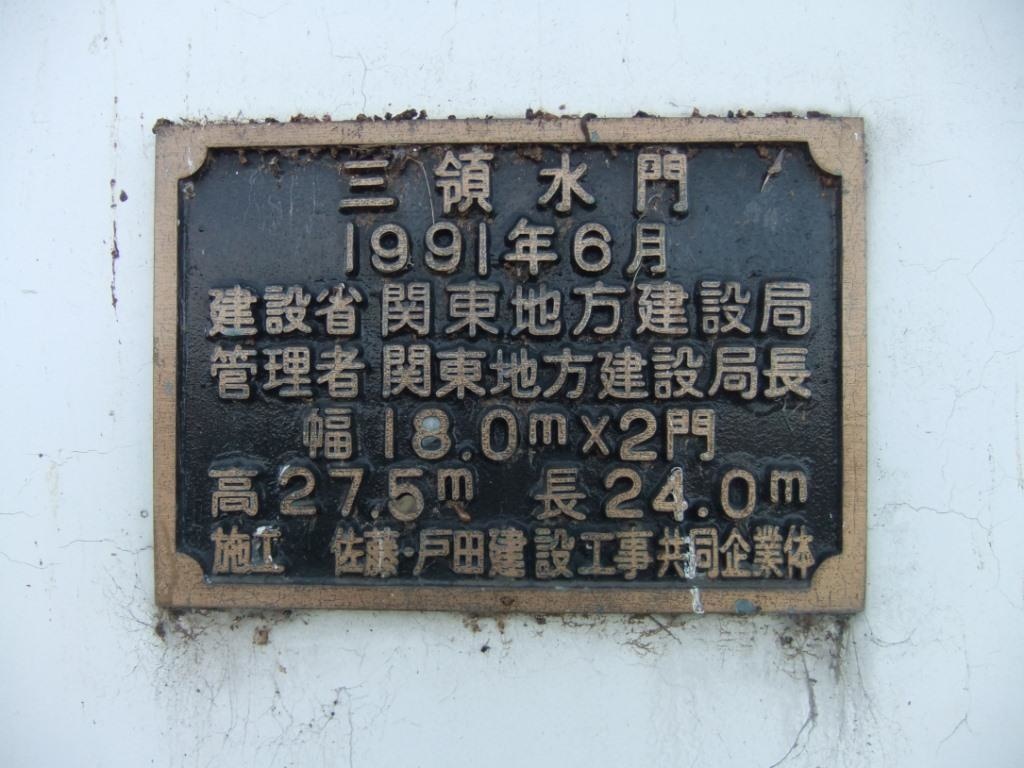 三領水門
1991年6月
建設省 関東地方建設局
管理者 関東地方建設局長
幅 18.0m×2門
高 27.5m 長 24.0m
施工 佐藤・戸田建設工事共同企業体